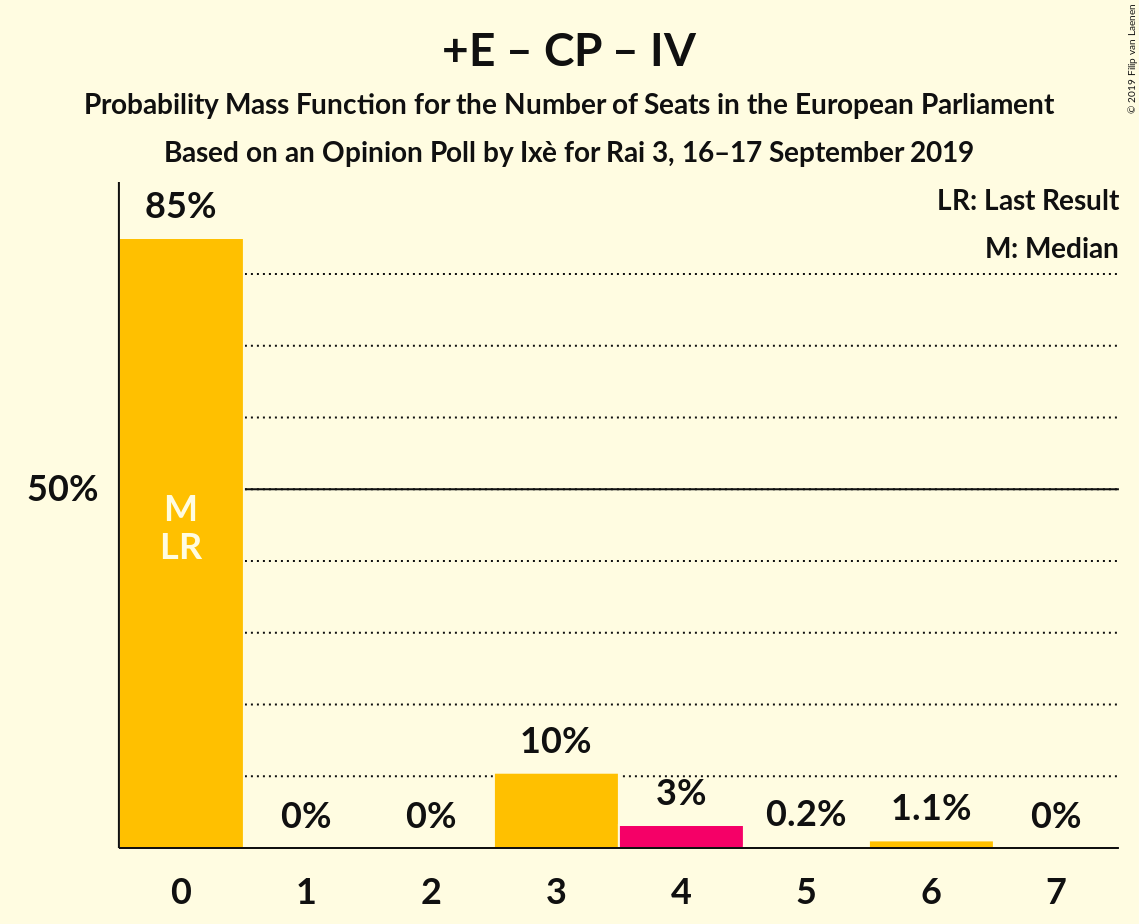 +E – CP – IV
Probability Mass Function for the Number of Seats in the European Parliament
Based on an Opinion Poll by Ixè for Rai 3, 16–17 September 2019
© 2019 Filip van Laenen
LR: Last Result
M: Median
85%
50%
M
LR
0%
0%
10%
3%
0.2%
1.1%
0%
0
1
2
3
4
5
6
7